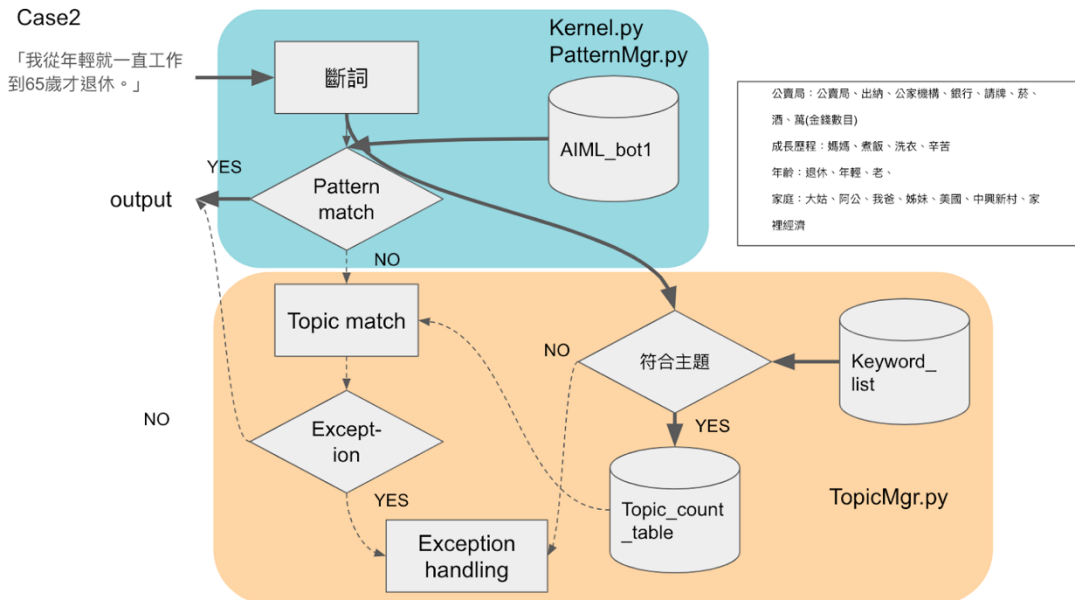 Case2
「我從年輕就一直工作
到65歲才退休。」
Kernel.py
PatternMgr.py
斷詞
AIML_bot1
YES
output
Pattern
match
NO
公賣局：公賣局、出納、公家機構、銀行、請牌、菸、
酒、萬(金錢數目)
成長歷程：媽媽、煮飯、洗衣、辛苦
年齡：退休、年輕、老、
家庭：大姑、阿公、我爸、姊妹、美國、中興新村、家
裡經濟
Topic match
NO
符合主題
Keyword_
list
NO
Except-
ion
YES
YES
Topic_count
_table
TopicMgr.py
Exception
handling